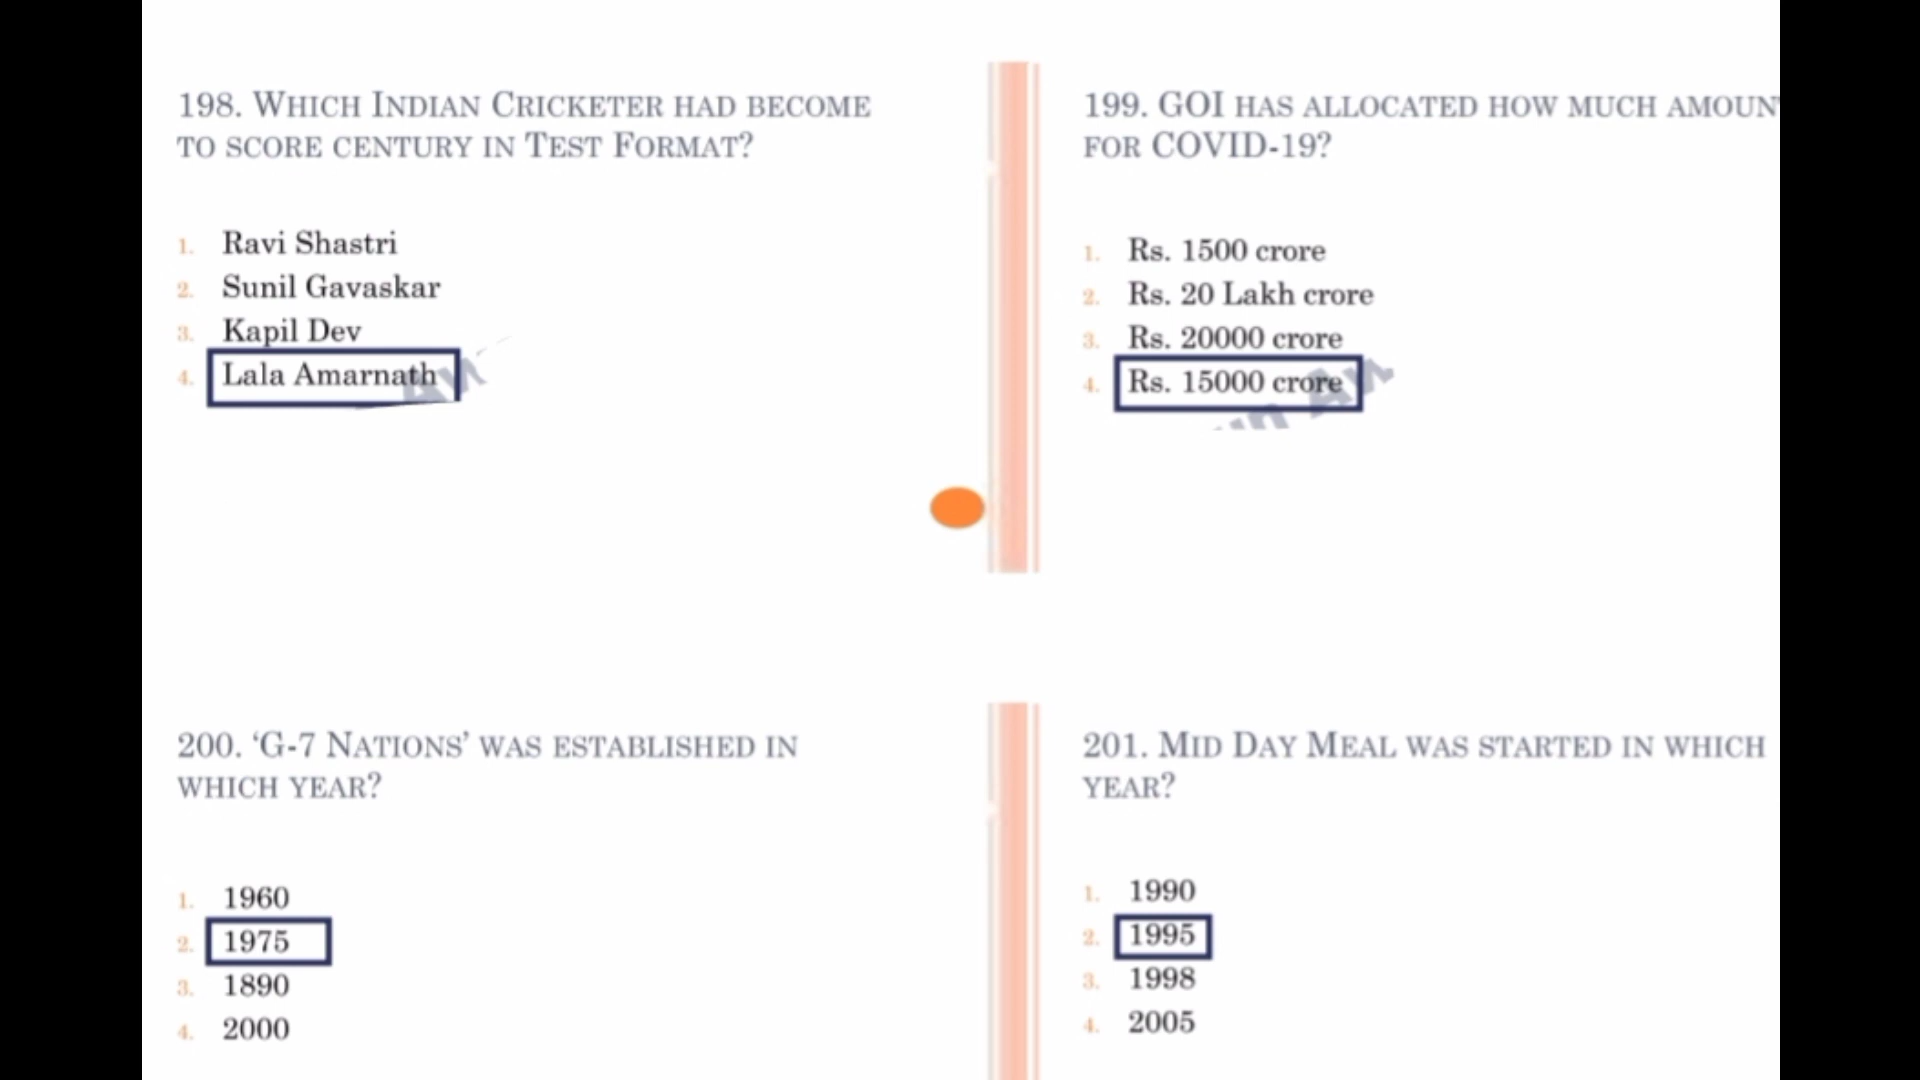 198. WHICH INDIAN CRICKETER HAD BECOME
TO SCORE CENTURY IN TEST FORMAT?
1. Ravi Shastri
2. Sunil Gavaskar
3. Kapil Dev
4. Lala Amarnath
199. GOI HAS ALLOCATED HOW MUCH AMOUN
FOR COVID-19?
1. Rs. 1500 crore
2. Rs. 20 Lakh crore
3. Rs. 20000 crore
4. Rs. 15000 crore
200. ‘G-7 NATIONS’ WAS ESTABLISHED IN
WHICH YEAR?
1. 1960
2. 1975
3. 1890
4. 2000
201. MID DAY MEAL WAS STARTED IN WHICH
YEAR?
1. 1990
2. 1995
3. 1998
4. 2005